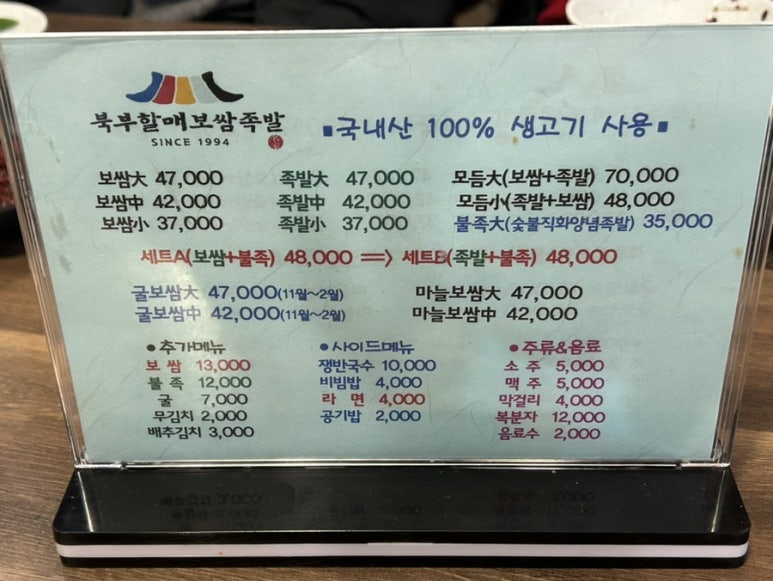 북부할매보쌈족발
SINCE 1994
■국내산 100% 생고기 사용■
보쌈大 47,000 족발大 47,000 모듬大(보쌈+족발) 70,000
보쌈中 42,000 족발中 42,000 모듬小(족발+보쌈) 48,000
보쌈小 37,000 족발小 37,000 불족大(숯불직화양념족발) 35,000
세트A(보쌈+불족) 48,000 ==> 세트B(족발+불족) 48,000
굴보쌈大 47,000(11월~2월) 마늘보쌈大 47,000
굴보쌈中 42,000(11월~2월) 마늘보쌈中 42,000
●추가메뉴 ●사이드메뉴 ●주류&음료
보쌈 13,000 쟁반국수 10,000 소주 5,000
불족 12,000 비빔밥 4,000 맥주 5,000
굴 7,000 라면 4,000 막걸리 4,000
무김치 2,000 공기밥 2,000 복분자 12,000
배추김치 3,000 음료수 2,000